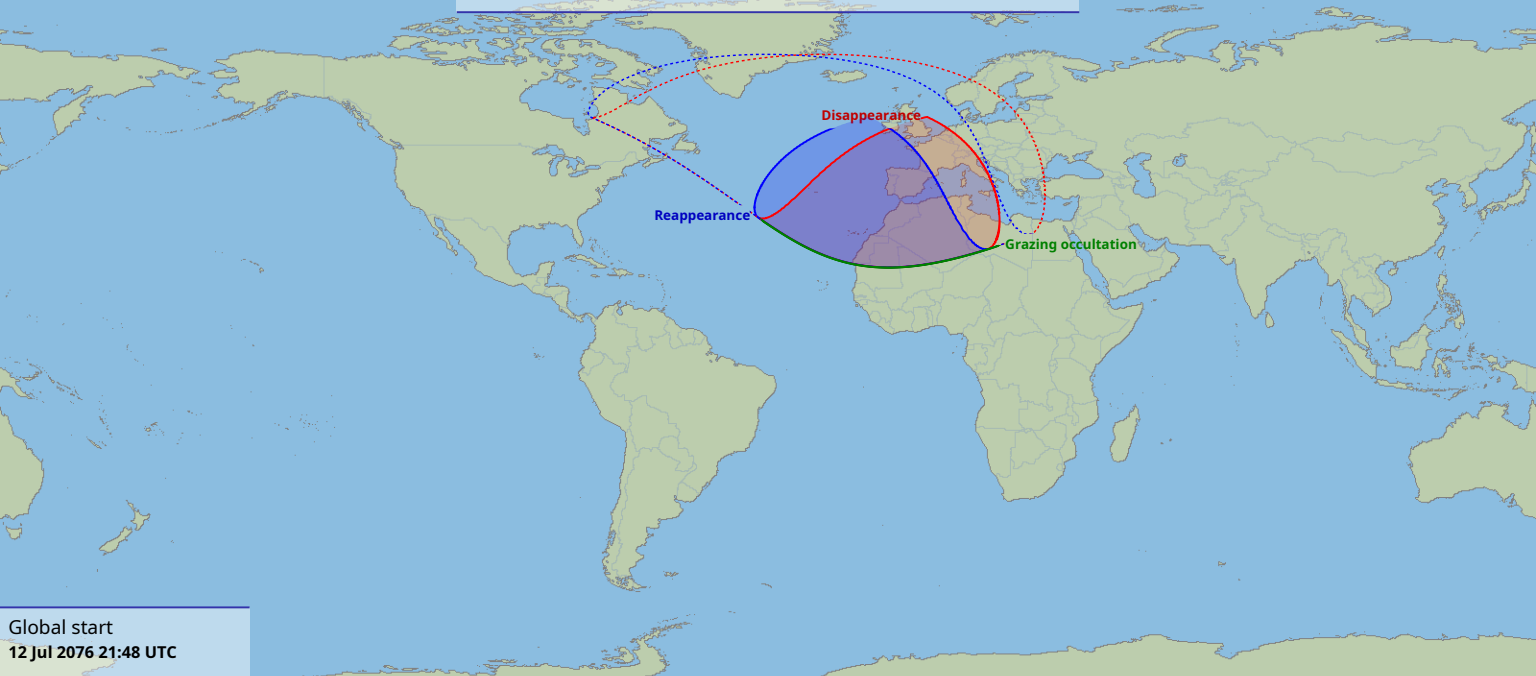 Disappearance
Reappearance
Grazing occultation
Global start
12 Jul 2076 21:48 UTC